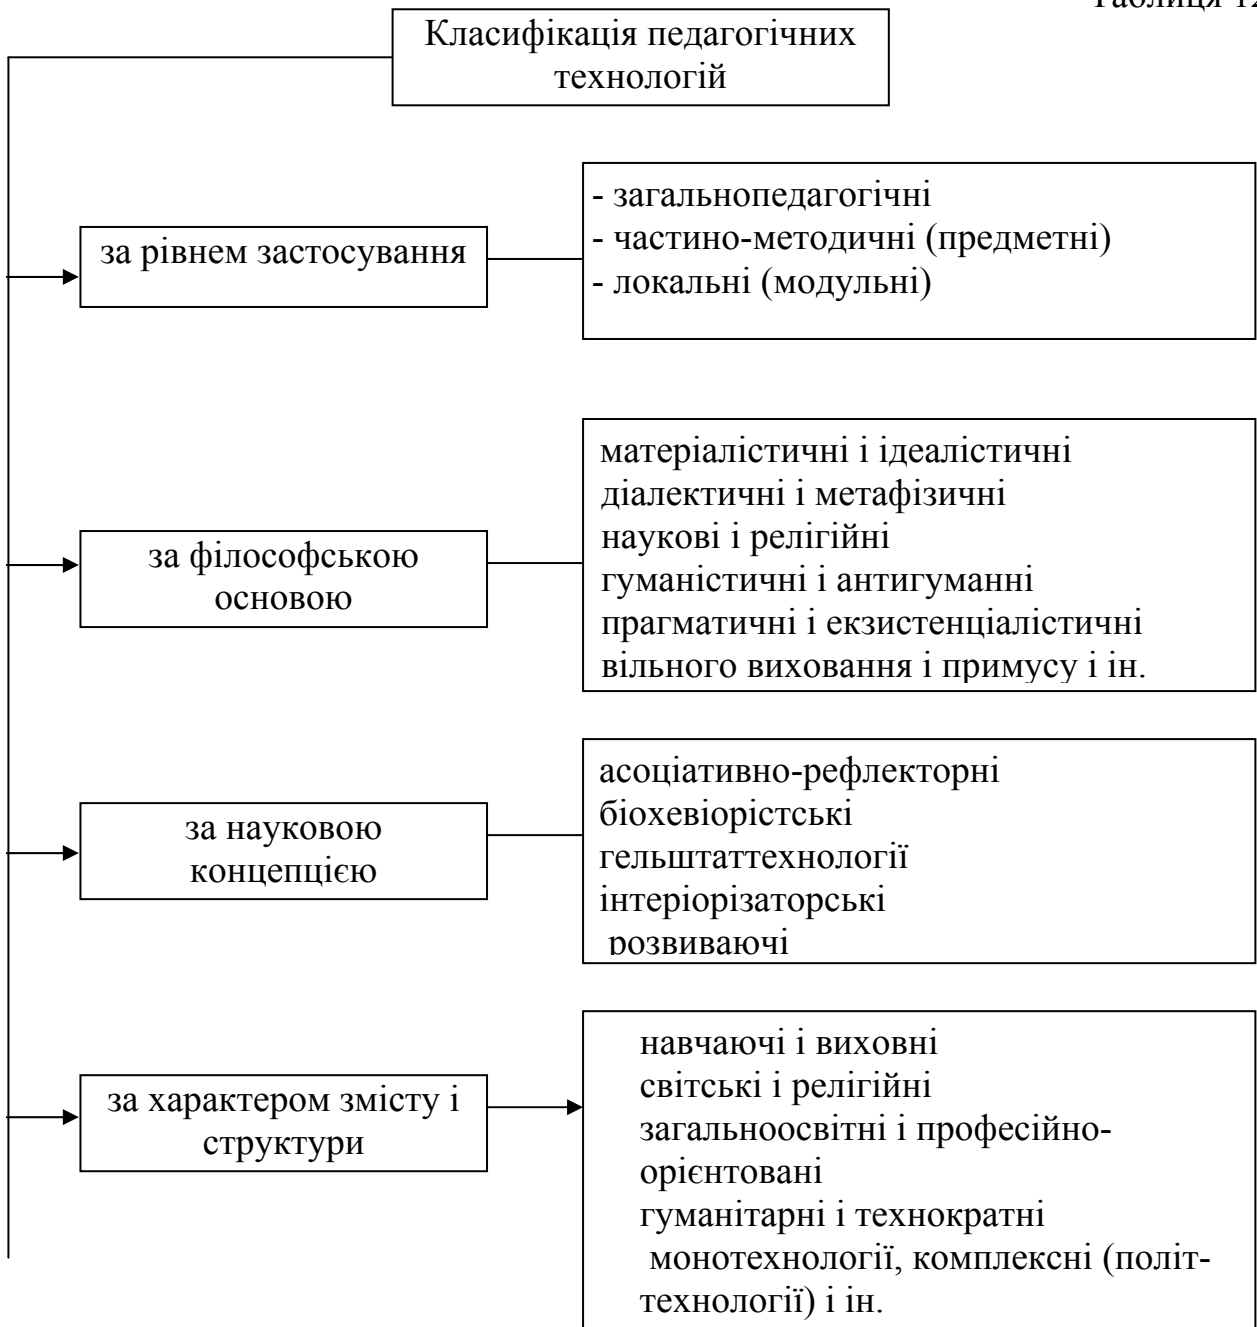 Таблиця 12
Класифікація педагогічних
технологій
за рівнем застосування
- загальнопедагогічні
- частино-методичні (предметні)
- локальні (модульні)
за філософською
основою
матеріалістичні і ідеалістичні
діалектичні і метафізичні
наукові і релігійні
гуманістичні і антигуманні
прагматичні і екзистенціалістичні
вільного виховання і примусу і ін.
за науковою
концепцією
асоціативно-рефлекторні
біохевіорістські
гельштаттехнології
інтеріорізаторські
розвиваючі
за характером змісту і
структури
навчаючі і виховні
світські і релігійні
загальноосвітні і професійно-
орієнтовані
гуманітарні і технократні
монотехнології, комплексні (політ-
технології) і ін.